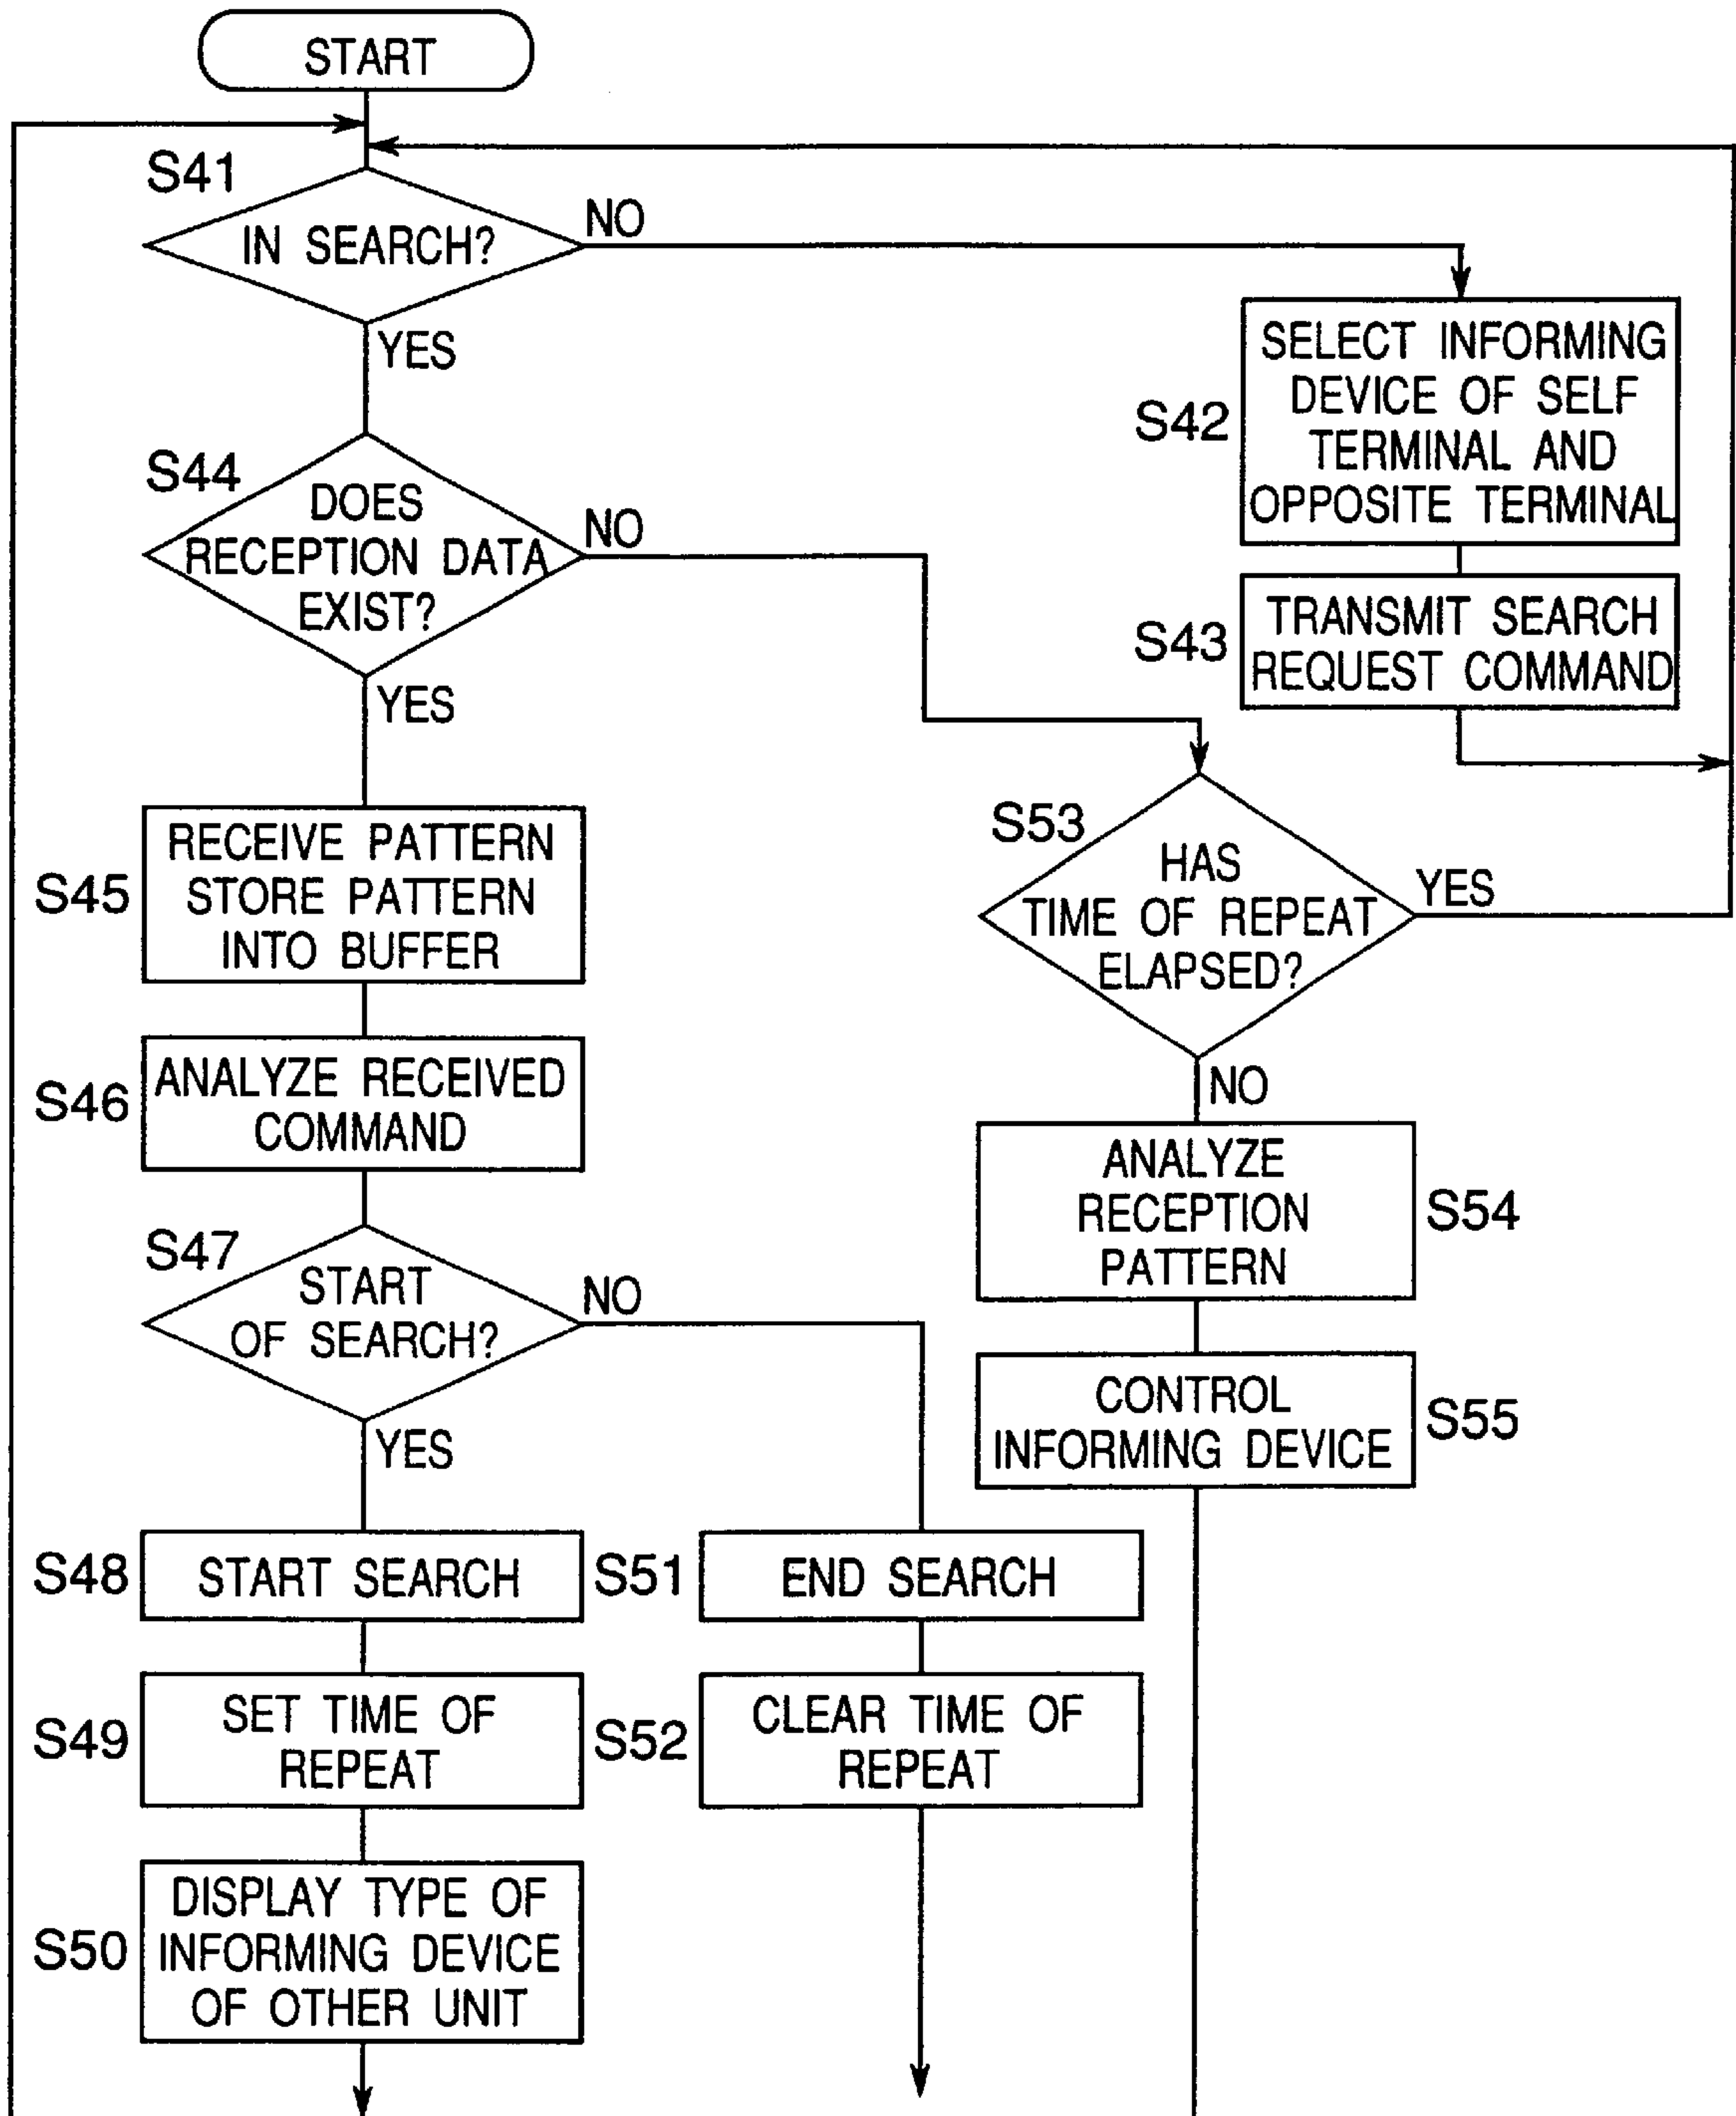 START
S41
IN SEARCH?
NO
YES
S42
SELECT INFORMING
DEVICE OF SELF
TERMINAL AND
OPPOSITE TERMINAL
S43
TRANSMIT SEARCH
REQUEST COMMAND
S44
DOES
RECEPTION DATA
EXIST?
NO
YES
S45
RECEIVE PATTERN
STORE PATTERN
INTO BUFFER
S46
ANALYZE RECEIVED
COMMAND
S47
START
OF SEARCH?
NO
YES
S48
START SEARCH
S49
SET TIME OF
REPEAT
S50
DISPLAY TYPE OF
INFORMING DEVICE
OF OTHER UNIT
S51
END SEARCH
S52
CLEAR TIME OF
REPEAT
S53
HAS
TIME OF REPEAT
ELAPSED?
YES
NO
ANALYZE
RECEPTION
PATTERN
S54
CONTROL
INFORMING DEVICE
S55